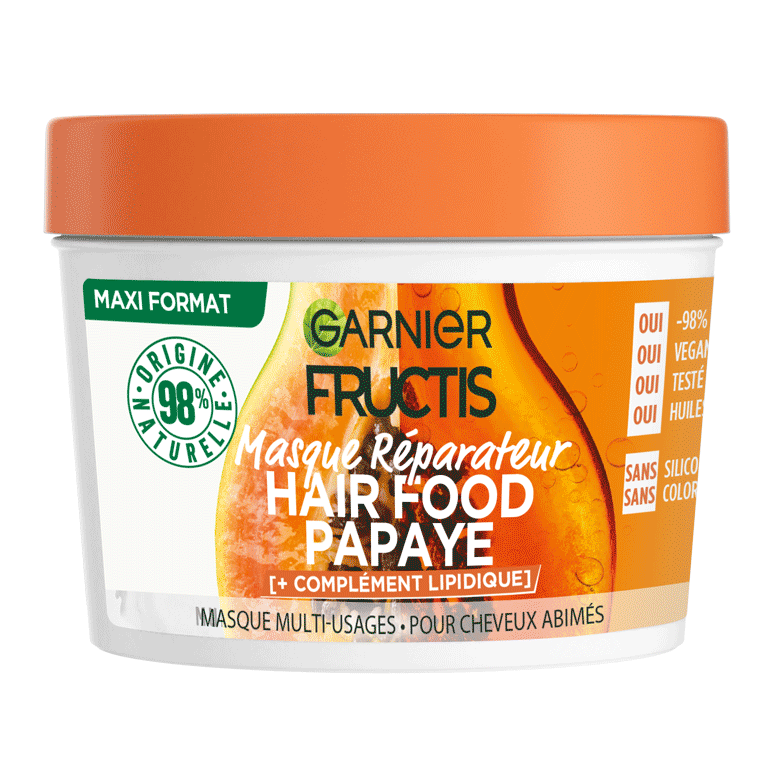 MAXI FORMAT
ORIGINE
98%
NATURELLE
GARNIER
FRUCTIS
Masque Réparateur
HAIR FOOD
PAPAYE
[+ COMPLÉMENT LIPIDIQUE]
MASQUE MULTI-USAGES • POUR CHEVEUX ABIMÉS
OUI -98%
OUI VEGAN
OUI TESTÉ
OUI HUILES
SANS SILICO
SANS COLOR